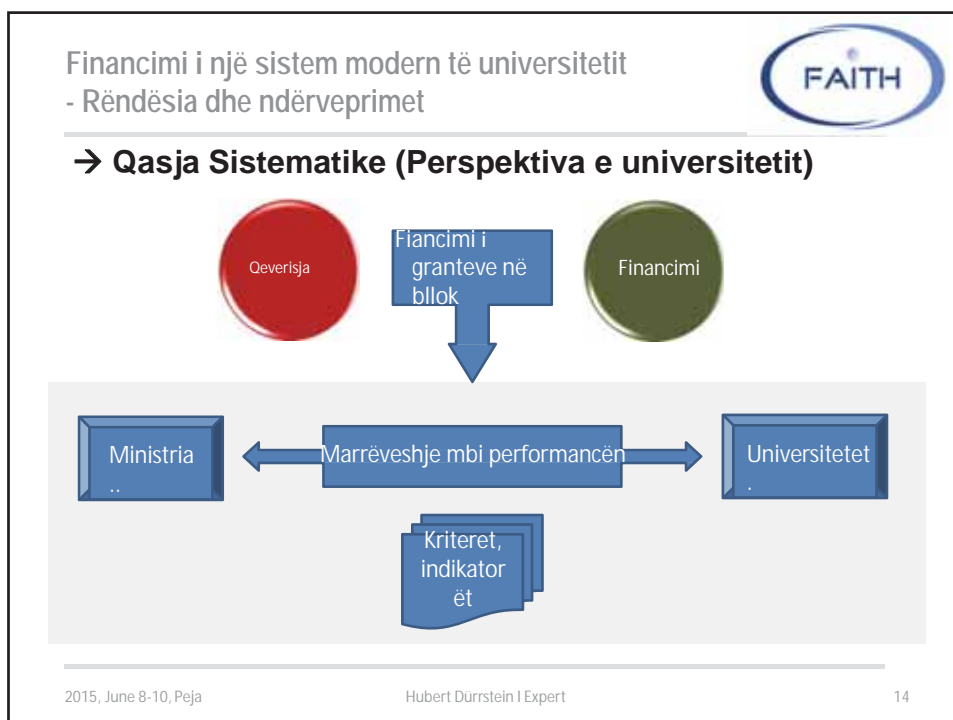 Financimi i një sistem modern të universitetit
- Rëndësia dhe ndërveprimet
FAITH
→ Qasja Sistematike (Perspektiva e universitetit)
Qeverisja
Fiancimi i
granteve në
bllok
Financimi
Ministria
..
Marrëveshje mbi performancën
Universitetet
.
Kriteret,
indikator
ët
2015, June 8-10, Peja
Hubert Dürrstein I Expert
14